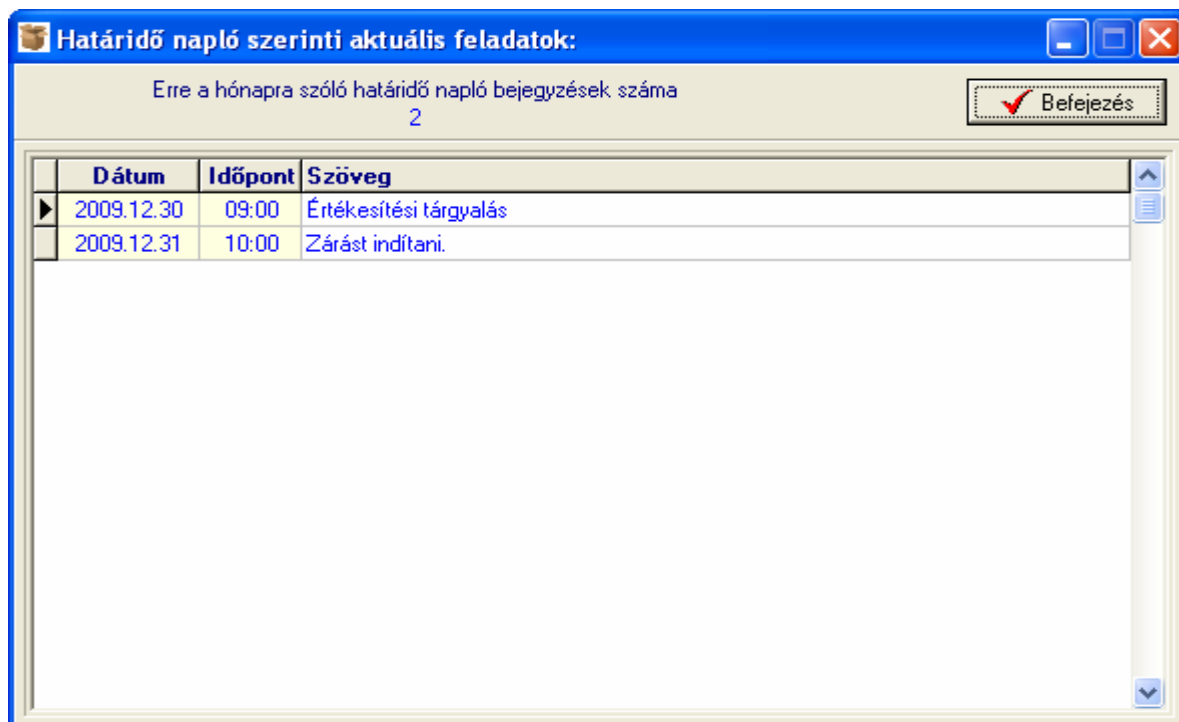 Határidő napló szerinti aktuális feladatok:
Erre a hónapra szóló határidő napló bejegyzések száma
2
Befejezés
Dátum Időpont Szöveg
2009.12.30 09:00 Értékesítési tárgyalás
2009.12.31 10:00 Zárást indítani.